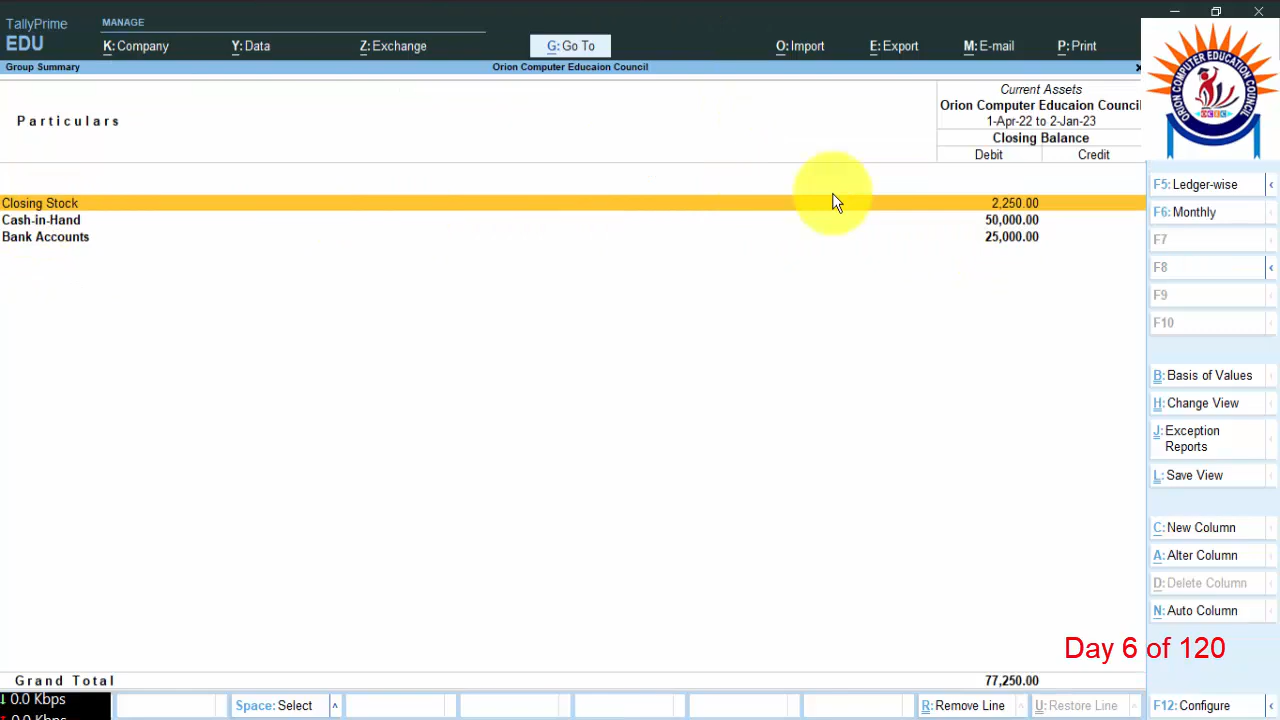 TallyPrime
EDU
MANAGE
K: Company
Y: Data
Z: Exchange
G: Go To
O: Import
E: Export
M: E-mail
P: Print
Group Summary
Orion Computer Educaion Council
Particulars
Current Assets
Orion Computer Educaion Council
1-Apr-22 to 2-Jan-23
Closing Balance
Debit Credit
Closing Stock 2,250.00
Cash-in-Hand 50,000.00
Bank Accounts 25,000.00
Grand Total 77,250.00
ORION COMPUTER EDUCATION COUNCIL
F5: Ledger-wise
F6: Monthly
F7
F8
F9
F10
B: Basis of Values
H: Change View
J: Exception
Reports
L: Save View
C: New Column
A: Alter Column
D: Delete Column
N: Auto Column
Day 6 of 120
0.0 Kbps
Space: Select
R: Remove Line
U: Restore Line
F12: Configure